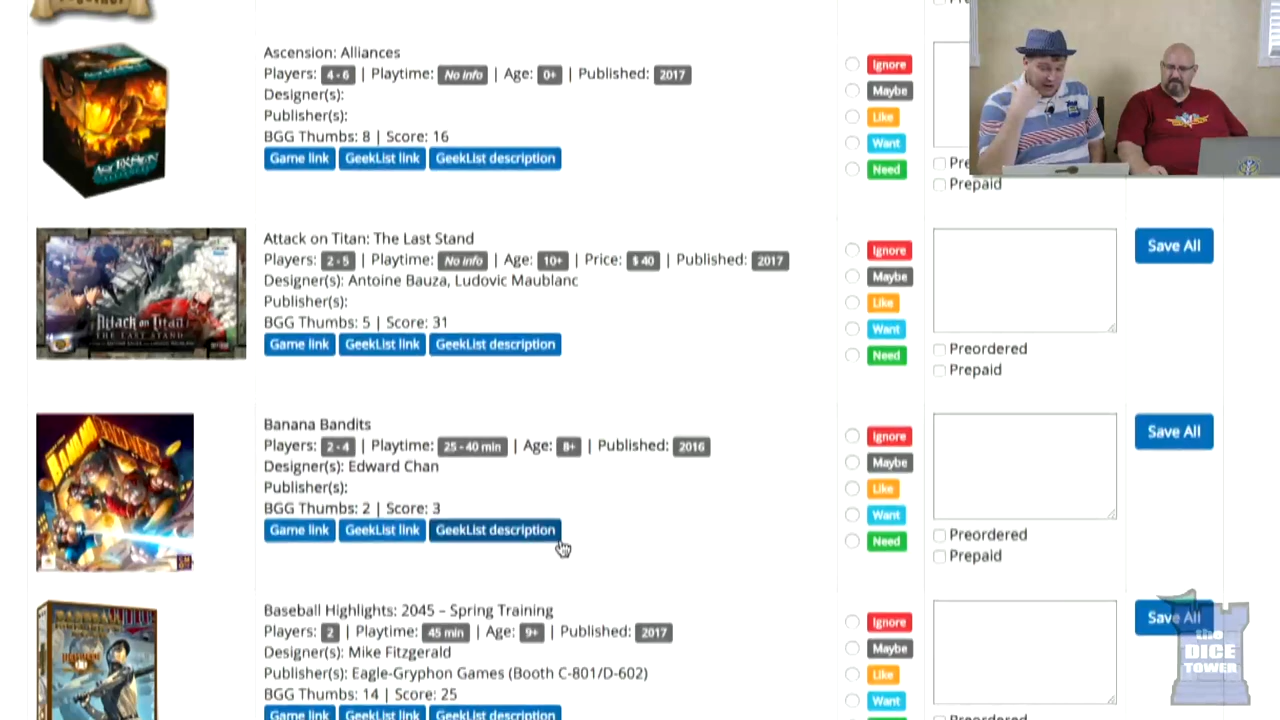 Ascension: Alliances
Players: 4 - 6 | Playtime: No info | Age: 0+ | Published: 2017
Designer(s):
Publisher(s):
BGG Thumbs: 8 | Score: 16
Game link GeekList link GeekList description
Ignore
Maybe
Like
Want
Need
Prepaid
Attack on Titan: The Last Stand
Players: 2 - 5 | Playtime: No info | Age: 10+ | Price: $ 40 | Published: 2017
Designer(s): Antoine Bauza, Ludovic Maublanc
Publisher(s):
BGG Thumbs: 5 | Score: 31
Game link GeekList link GeekList description
Ignore
Maybe
Like
Want
Need
Preordered
Prepaid
Save All
Attack on Titan
THE LAST STAND
Banana Bandits
Players: 2 - 4 | Playtime: 25 - 40 min | Age: 8+ | Published: 2016
Designer(s): Edward Chan
Publisher(s):
BGG Thumbs: 2 | Score: 3
Game link GeekList link GeekList description
Ignore
Maybe
Like
Want
Need
Preordered
Prepaid
Save All
Baseball Highlights: 2045 – Spring Training
Players: 2 | Playtime: 45 min | Age: 9+ | Published: 2017
Designer(s): Mike Fitzgerald
Publisher(s): Eagle-Gryphon Games (Booth C-801/D-602)
BGG Thumbs: 14 | Score: 25
Game link GeekList link GeekList description
Ignore
Maybe
Like
Want
Save All
the
DICE
TOWER